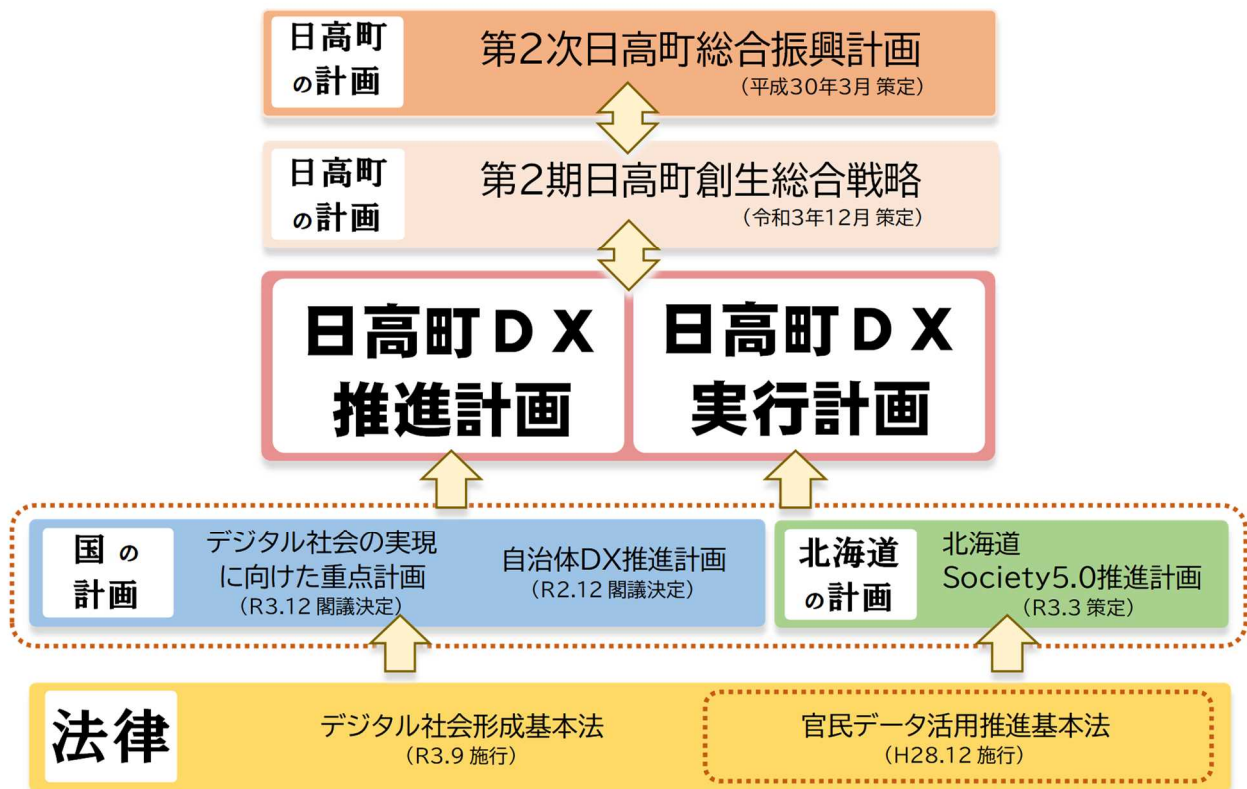 日高町
の計画
第2次日高町総合振興計画
（平成30年3月 策定）
日高町
の計画
第2期日高町創生総合戦略
（令和3年12月 策定）
日高町ＤＸ
推進計画
日高町ＤＸ
実行計画
国の
計画
デジタル社会の実現
に向けた重点計画
（R3.12 閣議決定）
自治体DX推進計画
（R2.12 閣議決定）
北海道
の計画
北海道
Society5.0推進計画
（R3.3 策定）
法律
デジタル社会形成基本法
（R3.9 施行）
官民データ活用推進基本法
（H28.12 施行）